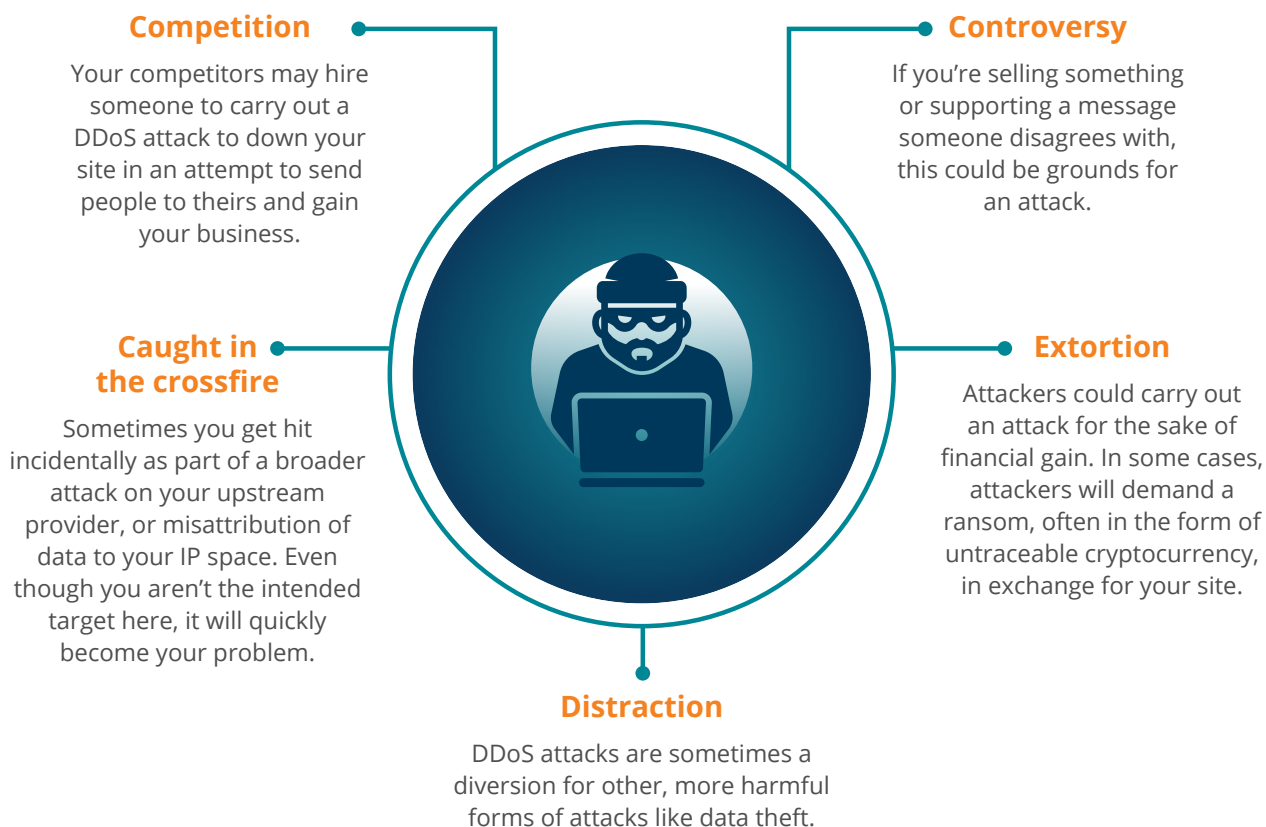 Competition
Your competitors may hire
someone to carry out a
DDoS attack to down your
site in an attempt to send
people to theirs and gain
your business.
Controversy
If you’re selling something
or supporting a message
someone disagrees with,
this could be grounds for
an attack.
Caught in
the crossfire
Sometimes you get hit
incidentally as part of a broader
attack on your upstream
provider, or misattribution of
data to your IP space. Even
though you aren’t the intended
target here, it will quickly
become your problem.
Extortion
Attackers could carry out
an attack for the sake of
financial gain. In some cases,
attackers will demand a
ransom, often in the form of
untraceable cryptocurrency,
in exchange for your site.
Distraction
DDoS attacks are sometimes a
diversion for other, more harmful
forms of attacks like data theft.